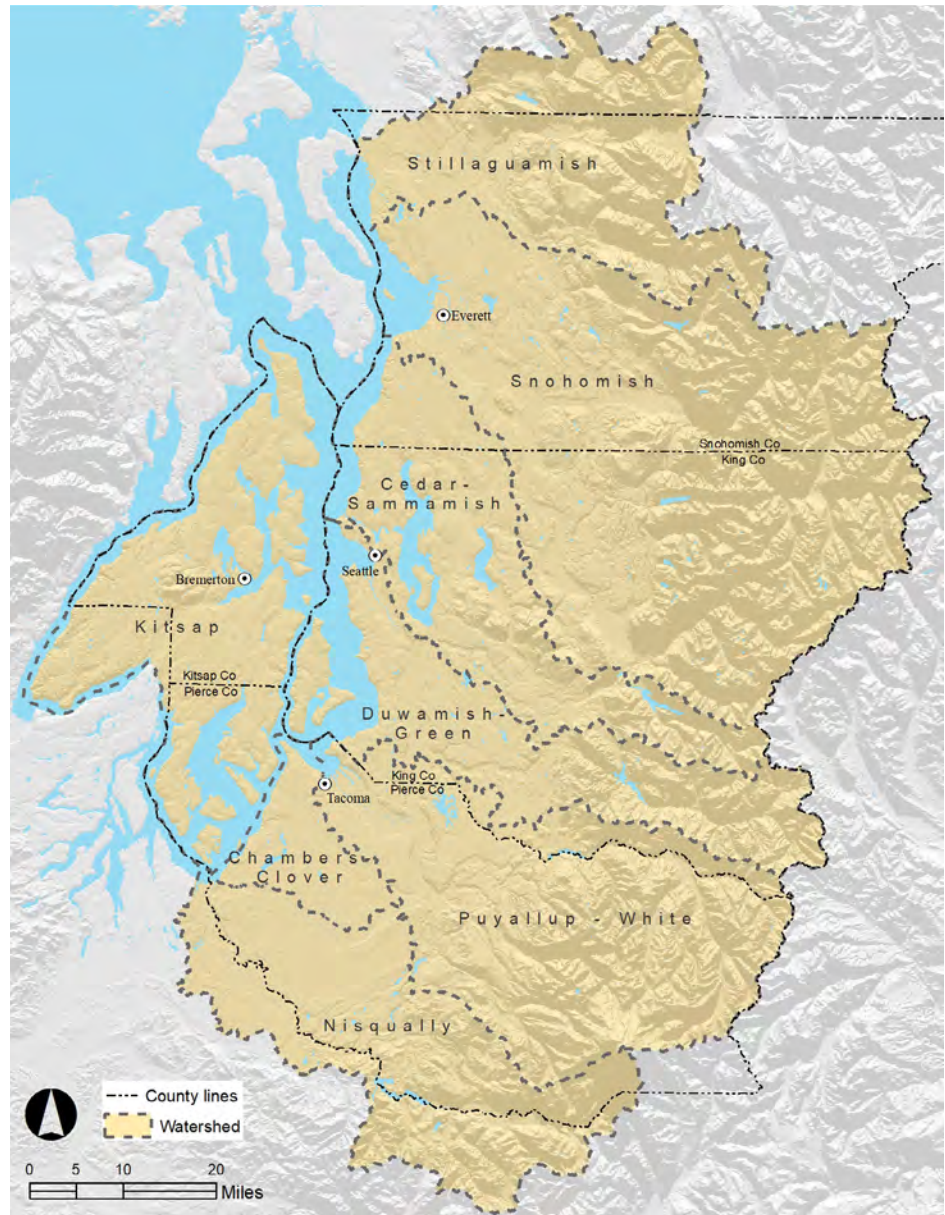 Stillaguamish
Everett
Snohomish
Snohomish Co
King Co
Cedar-
Sammamish
Seattle
Bremerton
Kitsap
Kitsap Co
Pierce Co
Duwamish-
Green
King Co
Pierce Co
Tacoma
Chambers-
Clover
Puyallup - White
Nisqually
County lines
Watershed
0 5 10 20
Miles